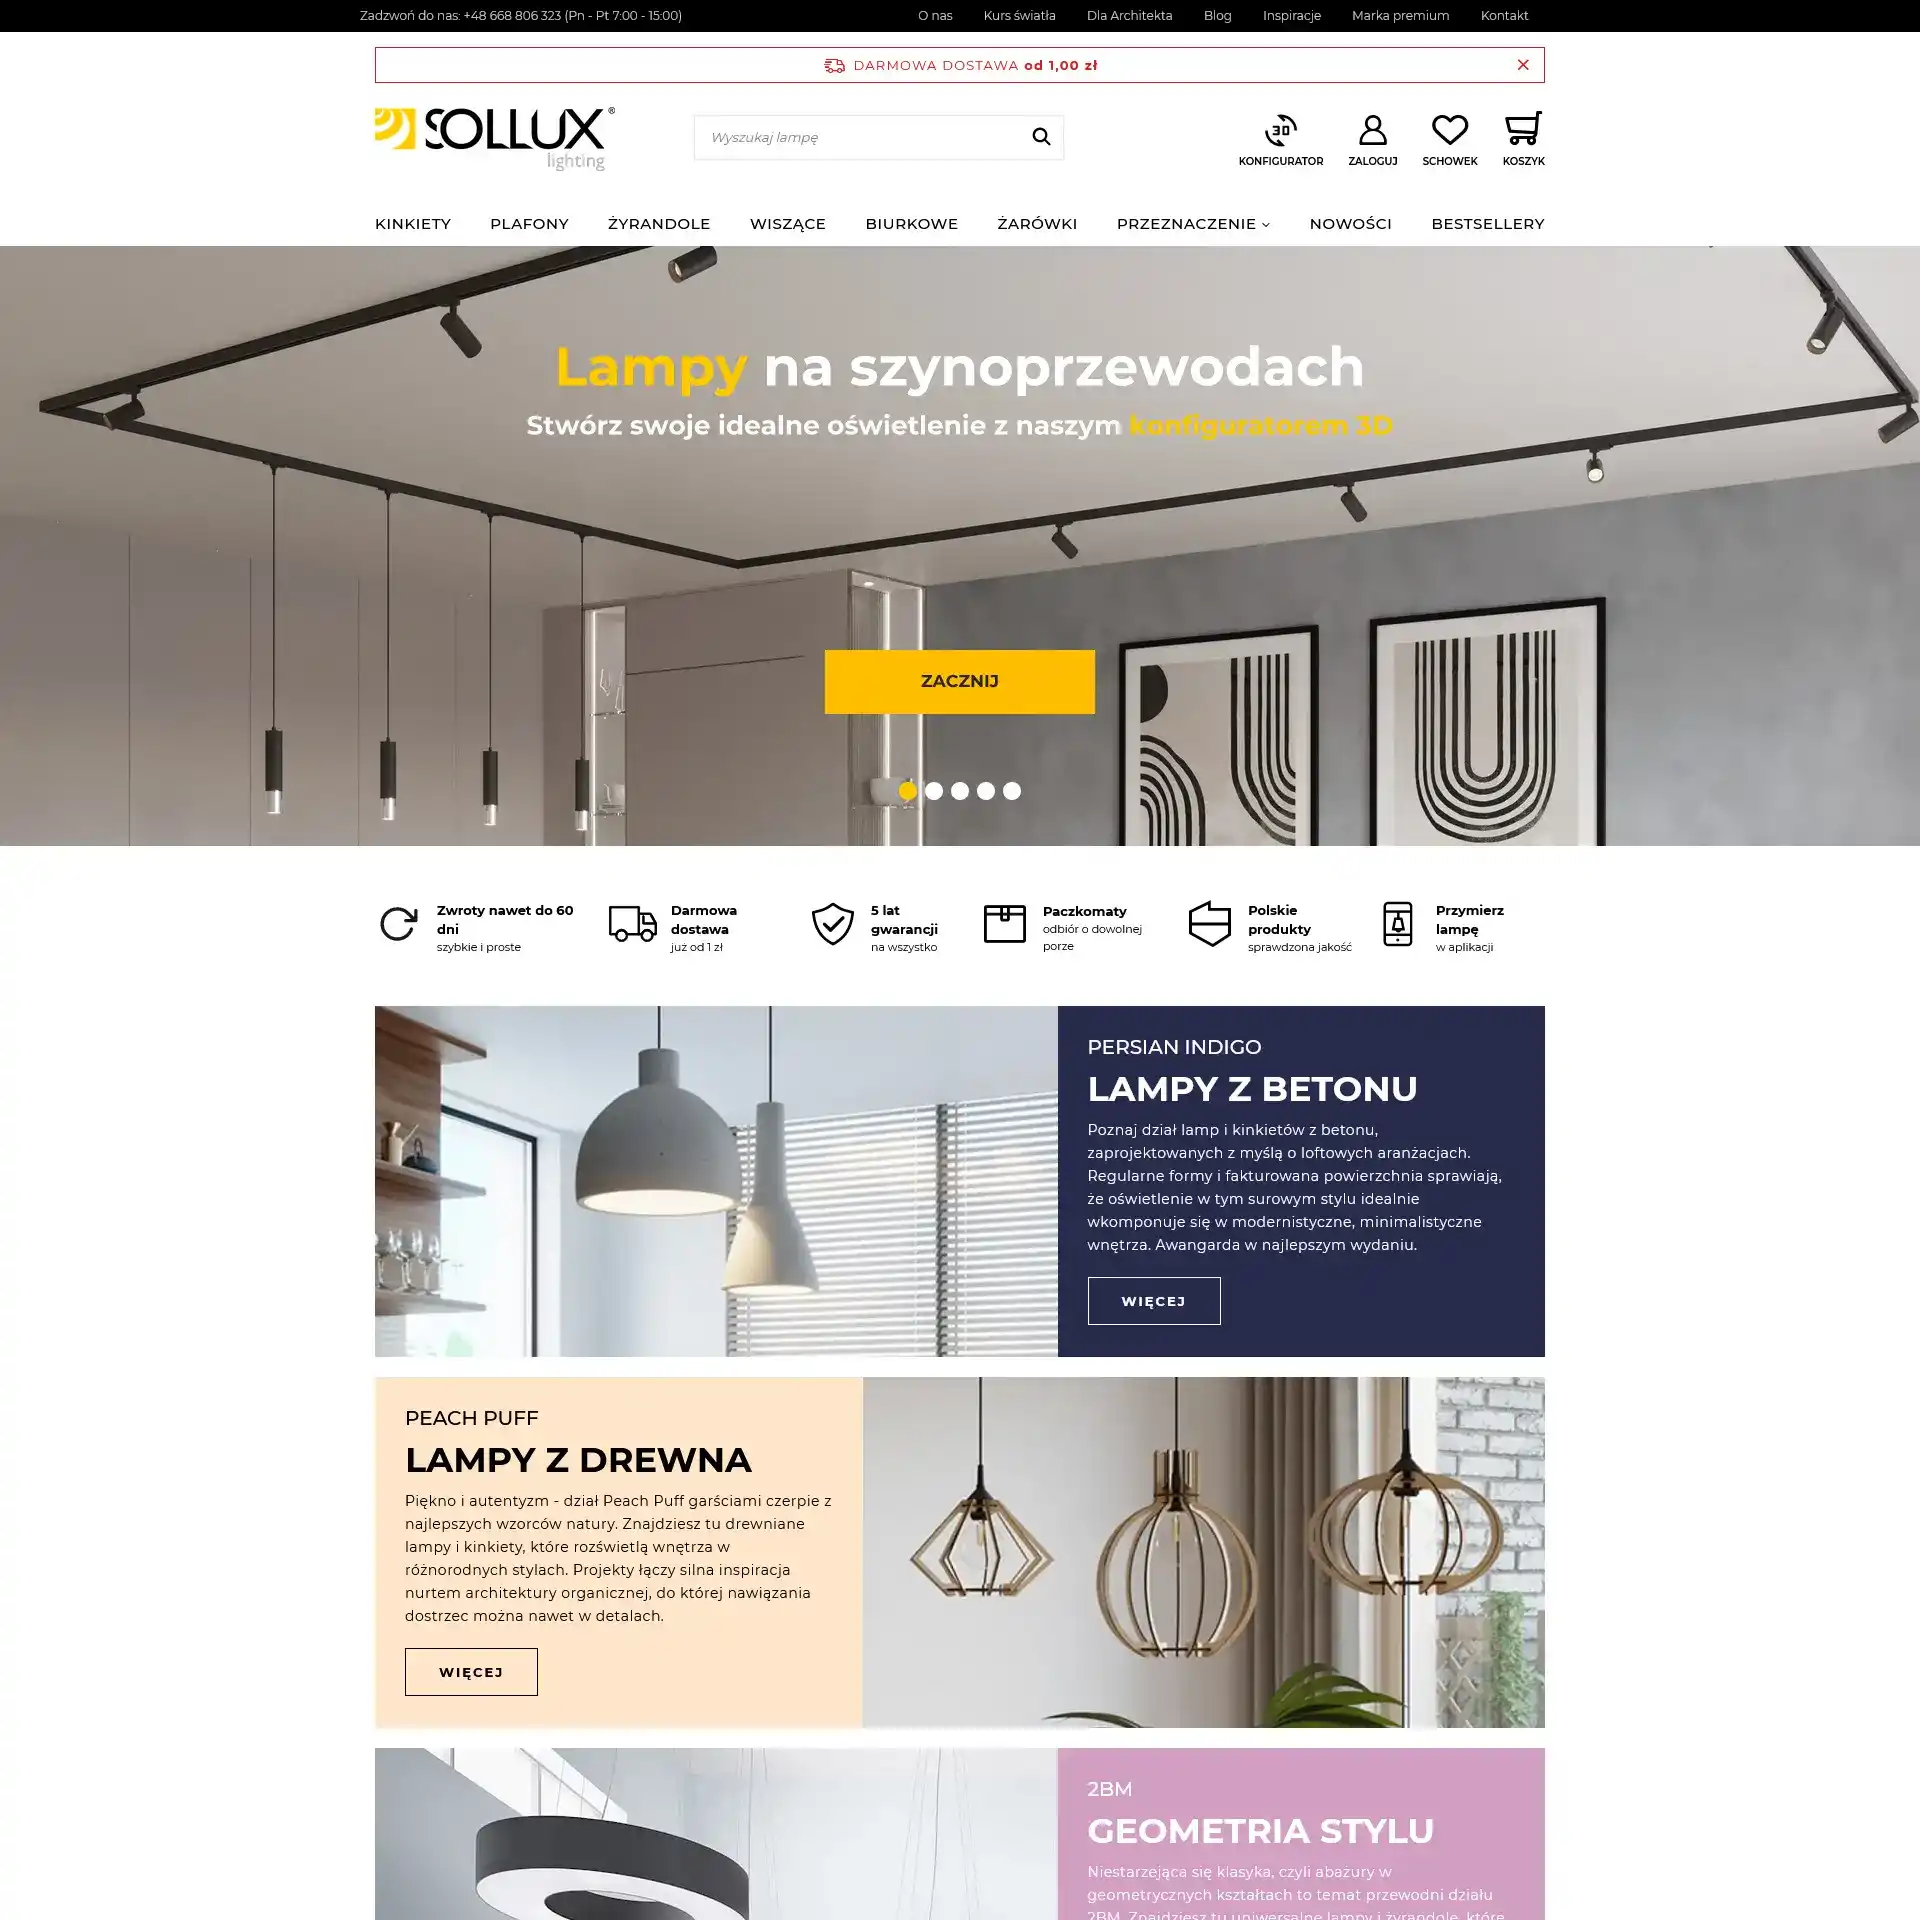 Zadzwoń do nas: +48 668 806 323 (Pn - Pt 7:00 - 15:00)
O nas
Kurs światła
Dla Architekta
Blog
Inspiracje
Marka premium
Kontakt
DARMOWA DOSTAWA od 1,00 zł
SOLLUX®
lighting
Wyszukaj lampę
3D
KONFIGURATOR
ZALOGUJ
SCHOWEK
KOSZYK
KINKIETY
PLAFONY
ŻYRANDOLE
WISZĄCE
BIURKOWE
ŻARÓWKI
PRZEZNACZENIE
NOWOŚCI
BESTSELLERY
Lampy na szynoprzewodach
Stwórz swoje idealne oświetlenie z naszym konfiguratorem 3D
ZACZNIJ
Zwroty nawet do 60
dni
szybkie i proste
Darmowa
dostawa
już od 1 zł
5 lat
gwarancji
na wszystko
Paczkomaty
odbiór o dowolnej
porze
Polskie
produkty
sprawdzona jakość
Przymierz
lampę
w aplikacji
PERSIAN INDIGO
LAMPY Z BETONU
Poznaj dział lamp i kinkietów z betonu,
zaprojektowanych z myślą o loftowych aranżacjach.
Regularne formy i fakturowana powierzchnia sprawiają,
że oświetlenie w tym surowym stylu idealnie
wkomponuje się w modernistyczne, minimalistyczne
wnętrza. Awangarda w najlepszym wydaniu.
WIĘCEJ
PEACH PUFF
LAMPY Z DREWNA
Piękno i autentyzm - dział Peach Puff garściami czerpie z
najlepszych wzorców natury. Znajdziesz tu drewniane
lampy i kinkiety, które rozświetlą wnętrza w
różnorodnych stylach. Projekty łączy silna inspiracja
nurtem architektury organicznej, do której nawiązania
dostrzec można nawet w detalach.
WIĘCEJ
2BM
GEOMETRIA STYLU
Niestarzejąca się klasyka, czyli abażury w
geometrycznych kształtach to temat przewodni działu
2BM. Znajdziesz tu uniwersalne lampy i żyrandole, które